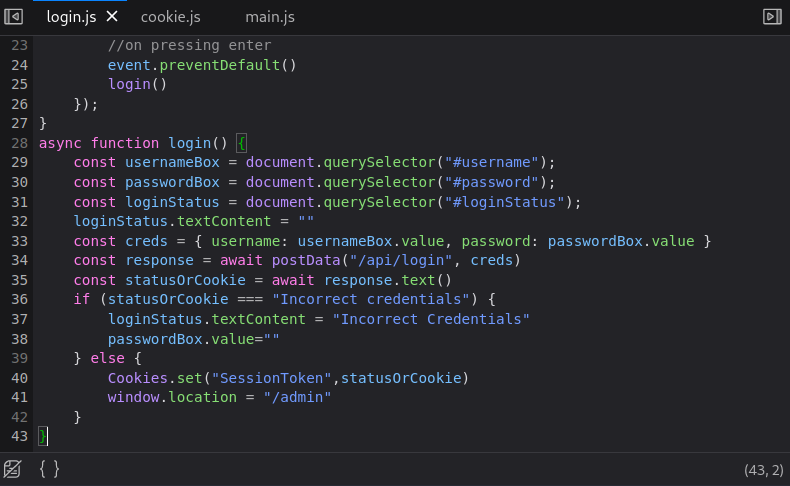 login.js cookie.js main.js
23 //on pressing enter
24 event.preventDefault()
25 login()
26 });
27 }
28 async function login() {
29 const usernameBox = document.querySelector("#username");
30 const passwordBox = document.querySelector("#password");
31 const loginStatus = document.querySelector("#loginStatus");
32 loginStatus.textContent = ""
33 const creds = { username: usernameBox.value, password: passwordBox.value }
34 const response = await postData("/api/login", creds)
35 const statusOrCookie = await response.text()
36 if (statusOrCookie === "Incorrect credentials") {
37 loginStatus.textContent = "Incorrect Credentials"
38 passwordBox.value=""
39 } else {
40 Cookies.set("SessionToken",statusOrCookie)
41 window.location = "/admin"
42 }
43 }
{ } (43, 2)